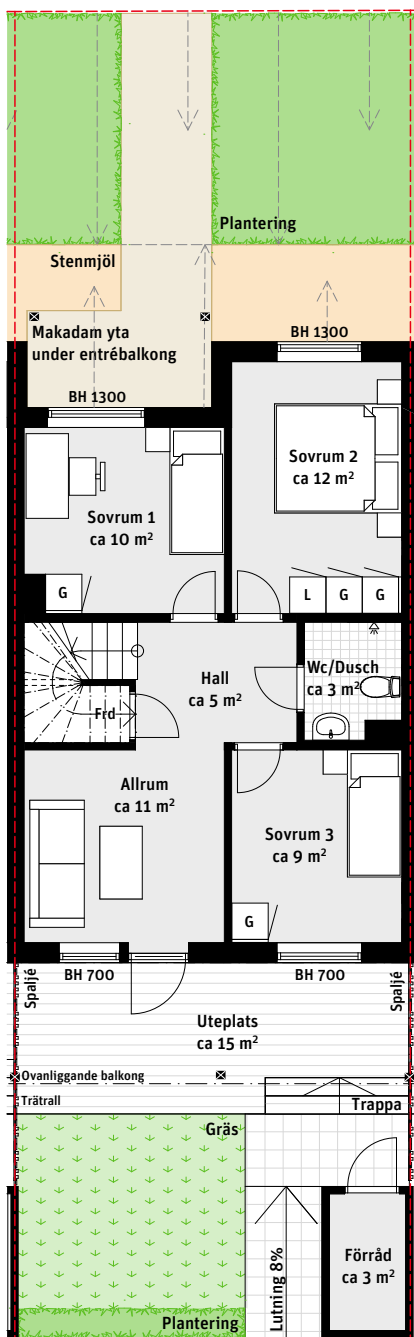 Plantering
Stenmjöl
Makadam yta
under entrébalkong
BH 1300
BH 1300
Sovrum 2
ca 12 m²
Sovrum 1
ca 10 m²
G
L
G
G
Hall
ca 5 m²
Wc/Dusch
ca 3 m²
Frd
Allrum
ca 11 m²
Sovrum 3
ca 9 m²
G
BH 700
BH 700
Spaljé
Spaljé
Uteplats
ca 15 m²
Ovanliggande balkong
Trätrall
Trappa
Gräs
Lutning 8%
Förråd
ca 3 m²
Plantering